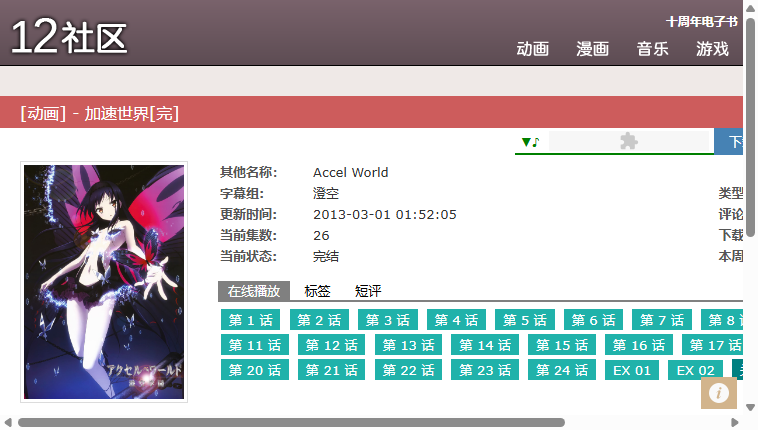 12社区
十周年电子书
动画 漫画 音乐 游戏
[动画] - 加速世界[完]
▼♪
其他名称: Accel World
字幕组: 澄空 类型
更新时间: 2013-03-01 01:52:05 评论
当前集数: 26 下载
当前状态: 完结 本周
在线播放 标签 短评
第 1 话 第 2 话 第 3 话 第 4 话 第 5 话 第 6 话 第 7 话 第 8
第 11 话 第 12 话 第 13 话 第 14 话 第 15 话 第 16 话 第 17 话
第 20 话 第 21 话 第 22 话 第 23 话 第 24 话 EX 01 EX 02
アクセル・ワールド